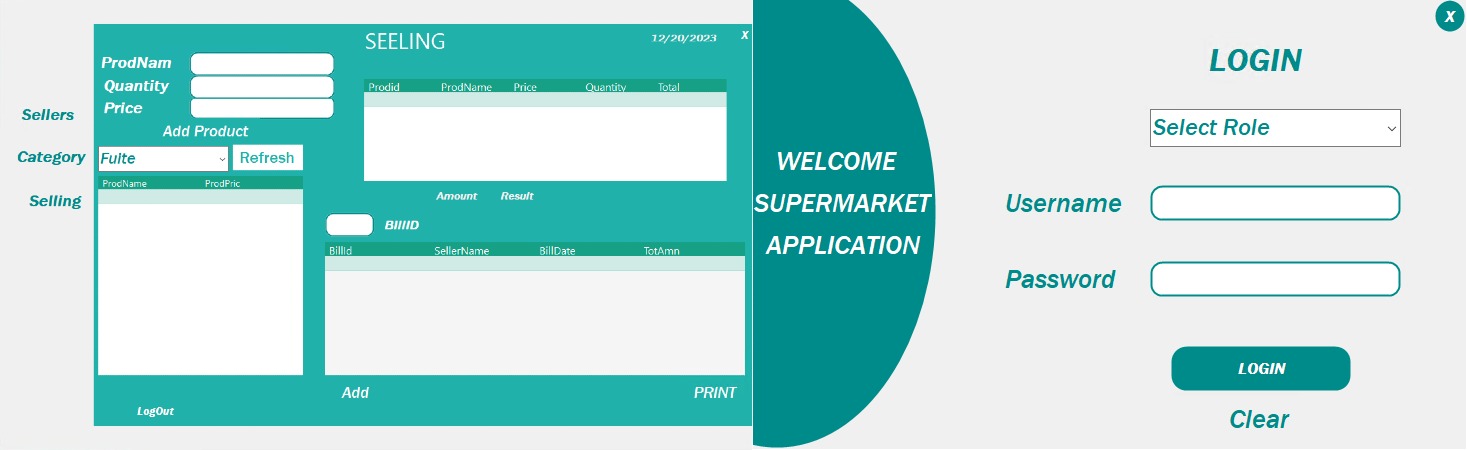 SEELING
12/20/2023
X
ProdNam
Quantity
Price
Add Product
Sellers
Category
Selling
Fulte
Refresh
ProdName ProdPric
Prodid ProdName Price Quantity Total
Amount Result
BillID
BillId SellerName BillDate TotAmn
Add
PRINT
LogOut
WELCOME
SUPERMARKET
APPLICATION
X
LOGIN
Select Role
Username
Password
LOGIN
Clear